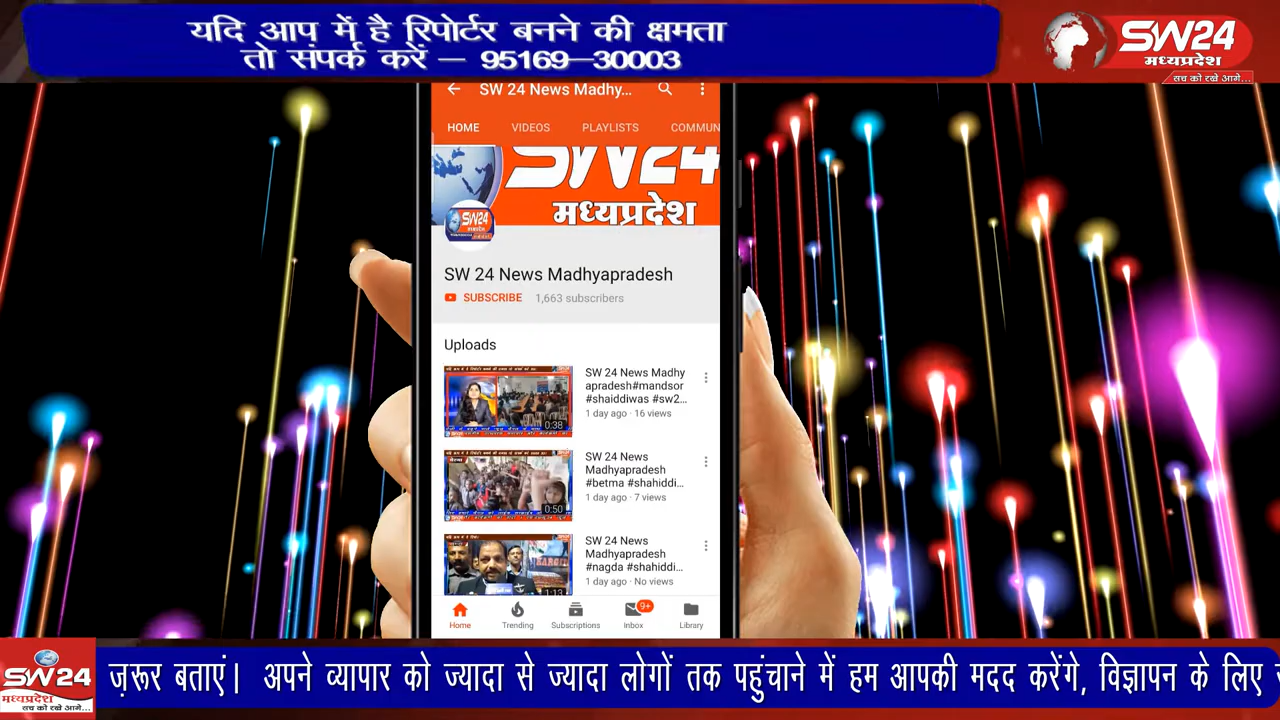 यदि आप में है रिपोर्टर बनने की क्षमता
तो संपर्क करें – 95169–30003
SW24
मध्यप्रदेश
सच को रखे आगे...
SW 24 News Madhy...
HOME VIDEOS PLAYLISTS COMMUN
SW24
मध्यप्रदेश
SW24
SW 24 News Madhyapradesh
SUBSCRIBE 1,663 subscribers
Uploads
SW 24 News Madhy
apradesh#mandsor
#shaiddiwas #sw2...
1 day ago · 16 views
0:38
SW 24 News
Madhyapradesh
#betma #shahiddi...
1 day ago · 7 views
0:50
SW 24 News
Madhyapradesh
#nagda #shahiddi...
1 day ago · No views
1:13
9+
Home Trending Subscriptions Inbox Library
SW24
मध्यप्रदेश
सच को रखे आगे...
ज़रूर बताएं। अपने व्यापार को ज्यादा से ज्यादा लोगों तक पहुंचाने में हम आपकी मदद करेंगे, विज्ञापन के लिए